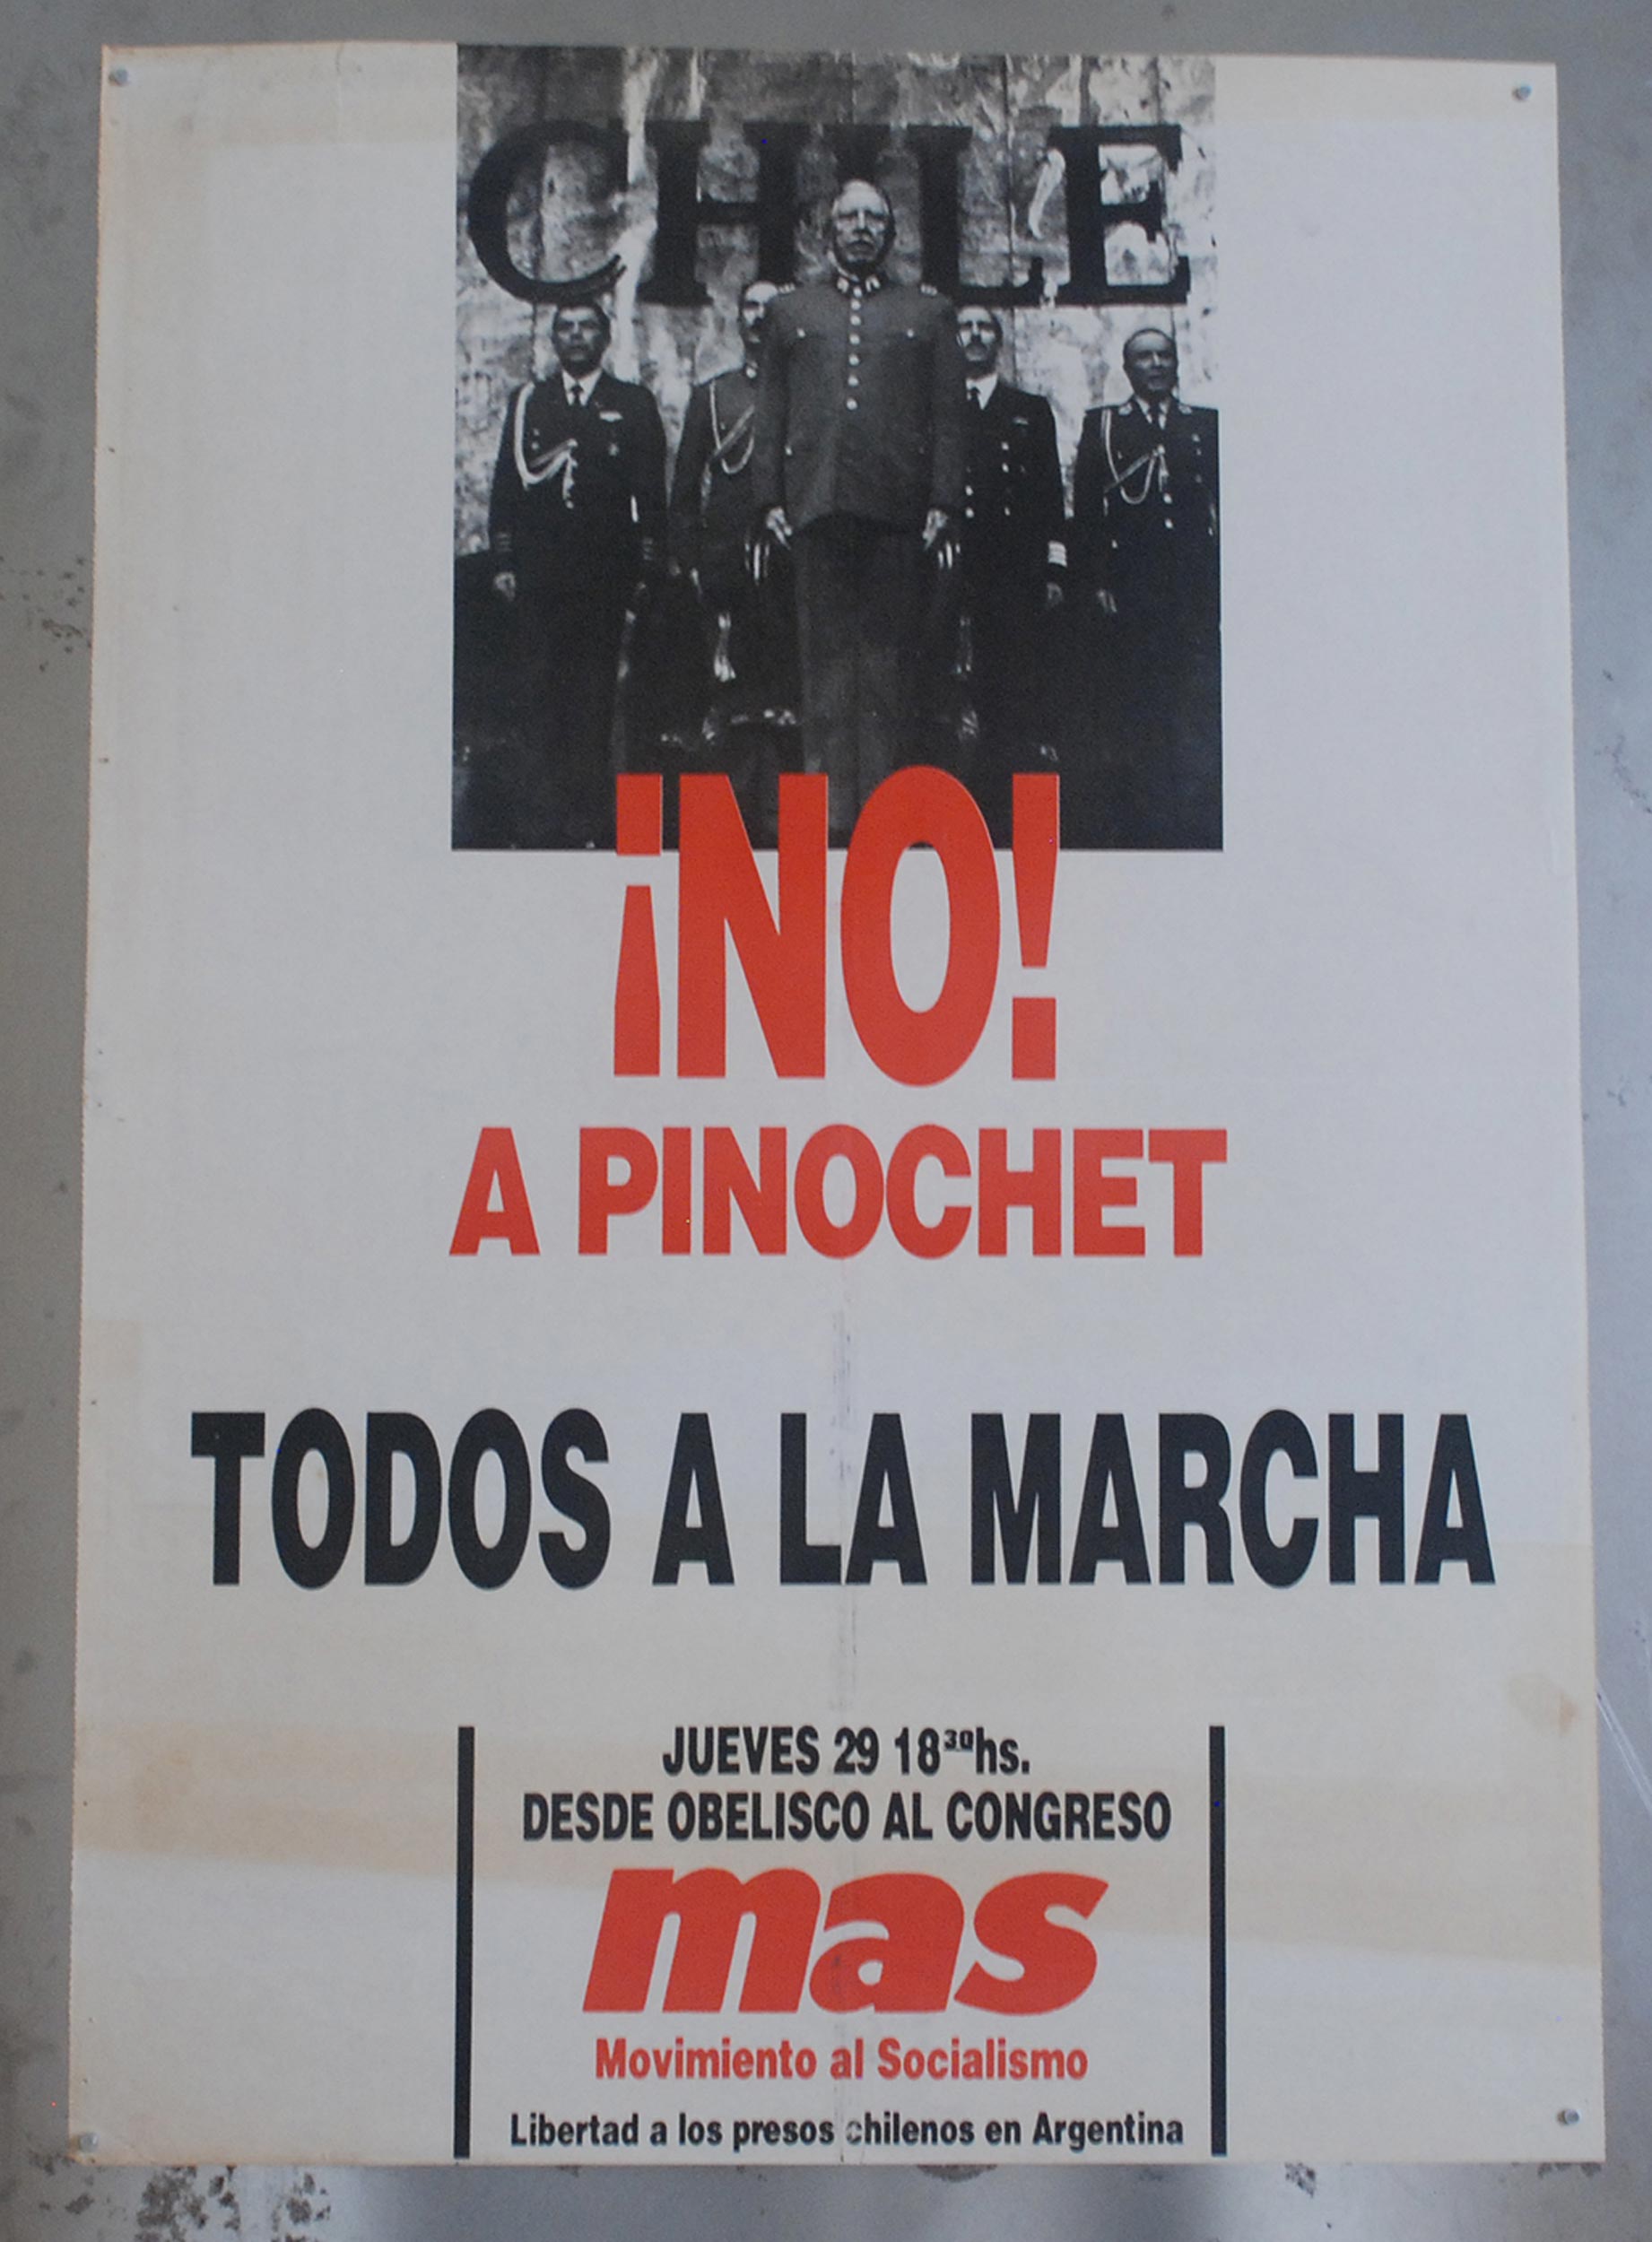 CHILE
¡NO!
A PINOCHET
TODOS A LA MARCHA
JUEVES 29 18³⁰hs.
DESDE OBELISCO AL CONGRESO
mas
Movimiento al Socialismo
Libertad a los presos chilenos en Argentina